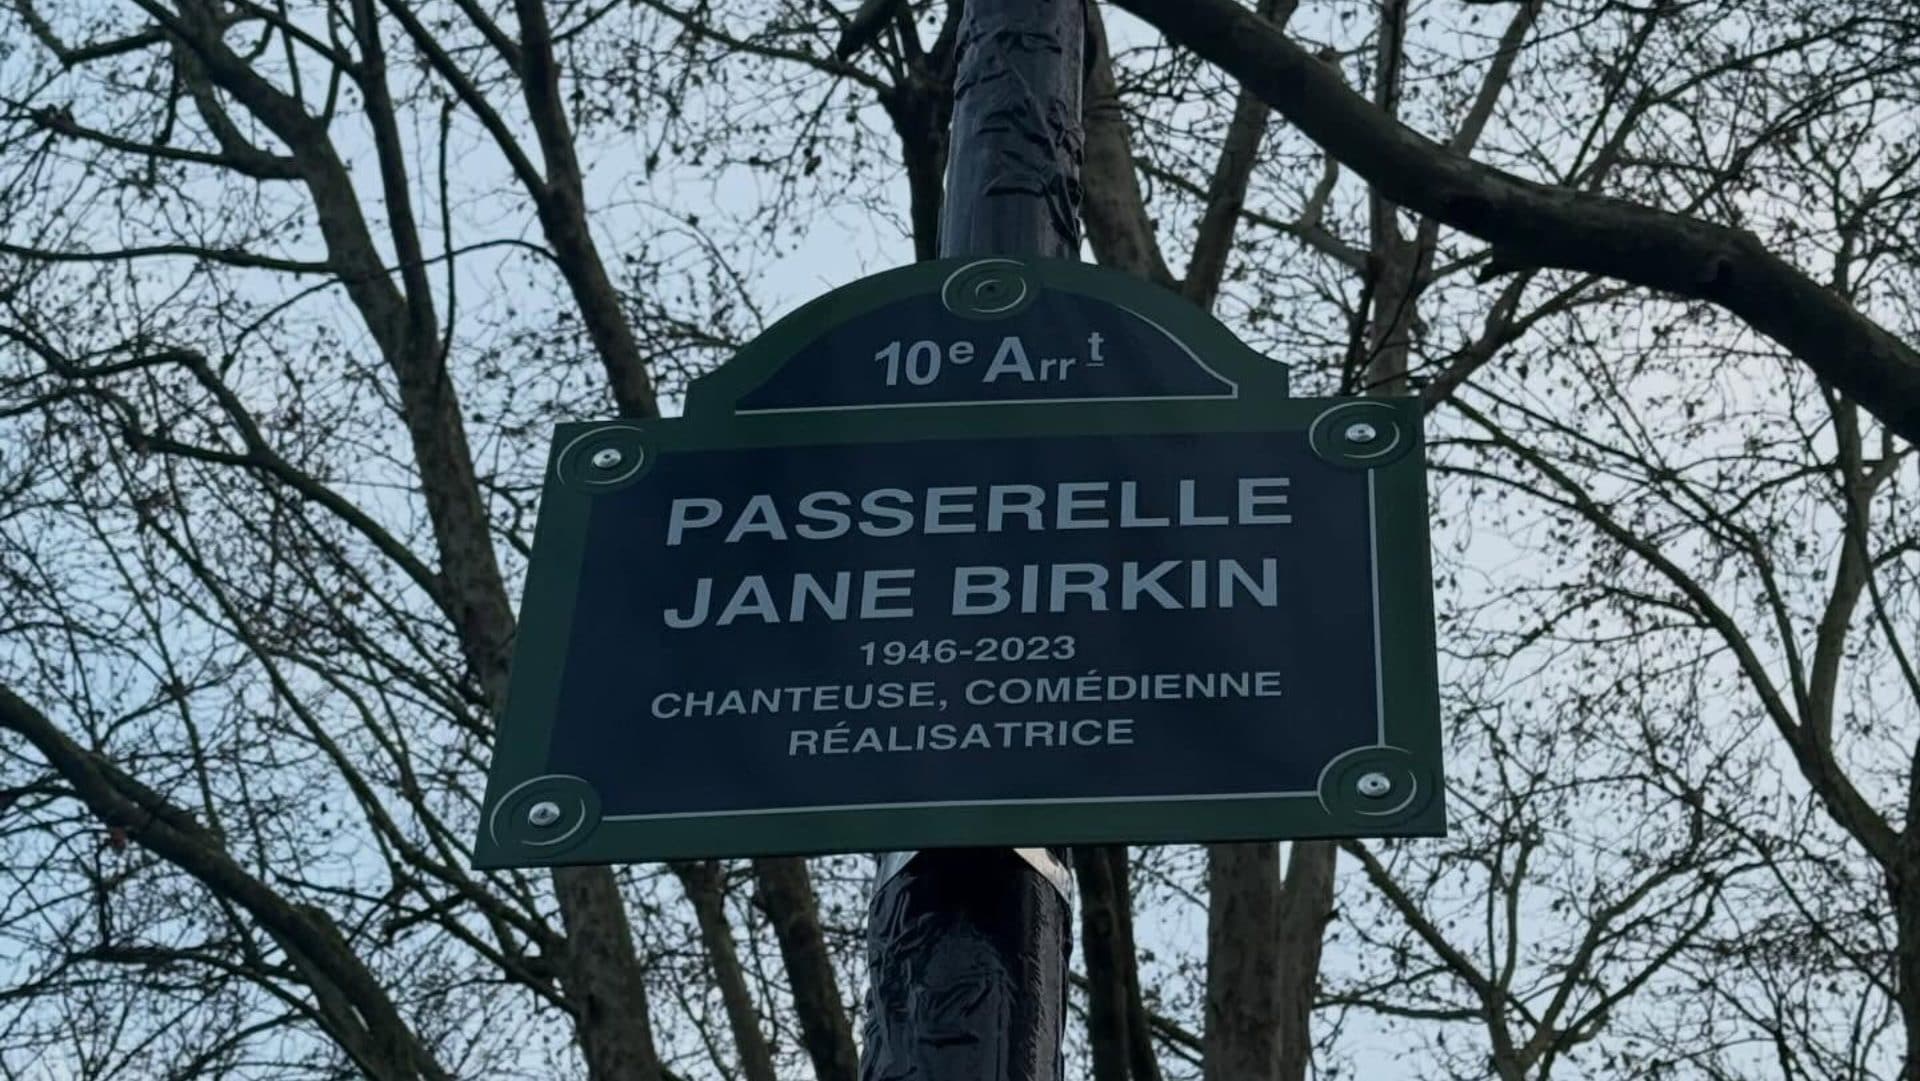 10e Arrt
PASSERELLE
JANE BIRKIN
1946-2023
CHANTEUSE, COMÉDIENNE
RÉALISATRICE